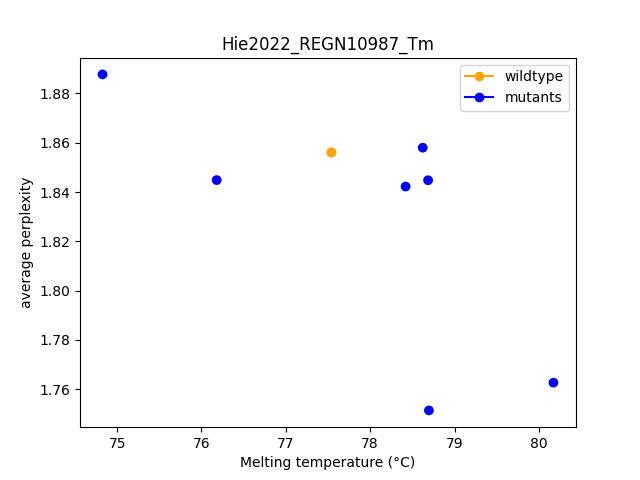 Hie2022_REGN10987_Tm
wildtype
mutants
1.88
1.86
1.84
1.82
1.80
1.78
1.76
average perplexity
75 76 77 78 79 80
Melting temperature (°C)